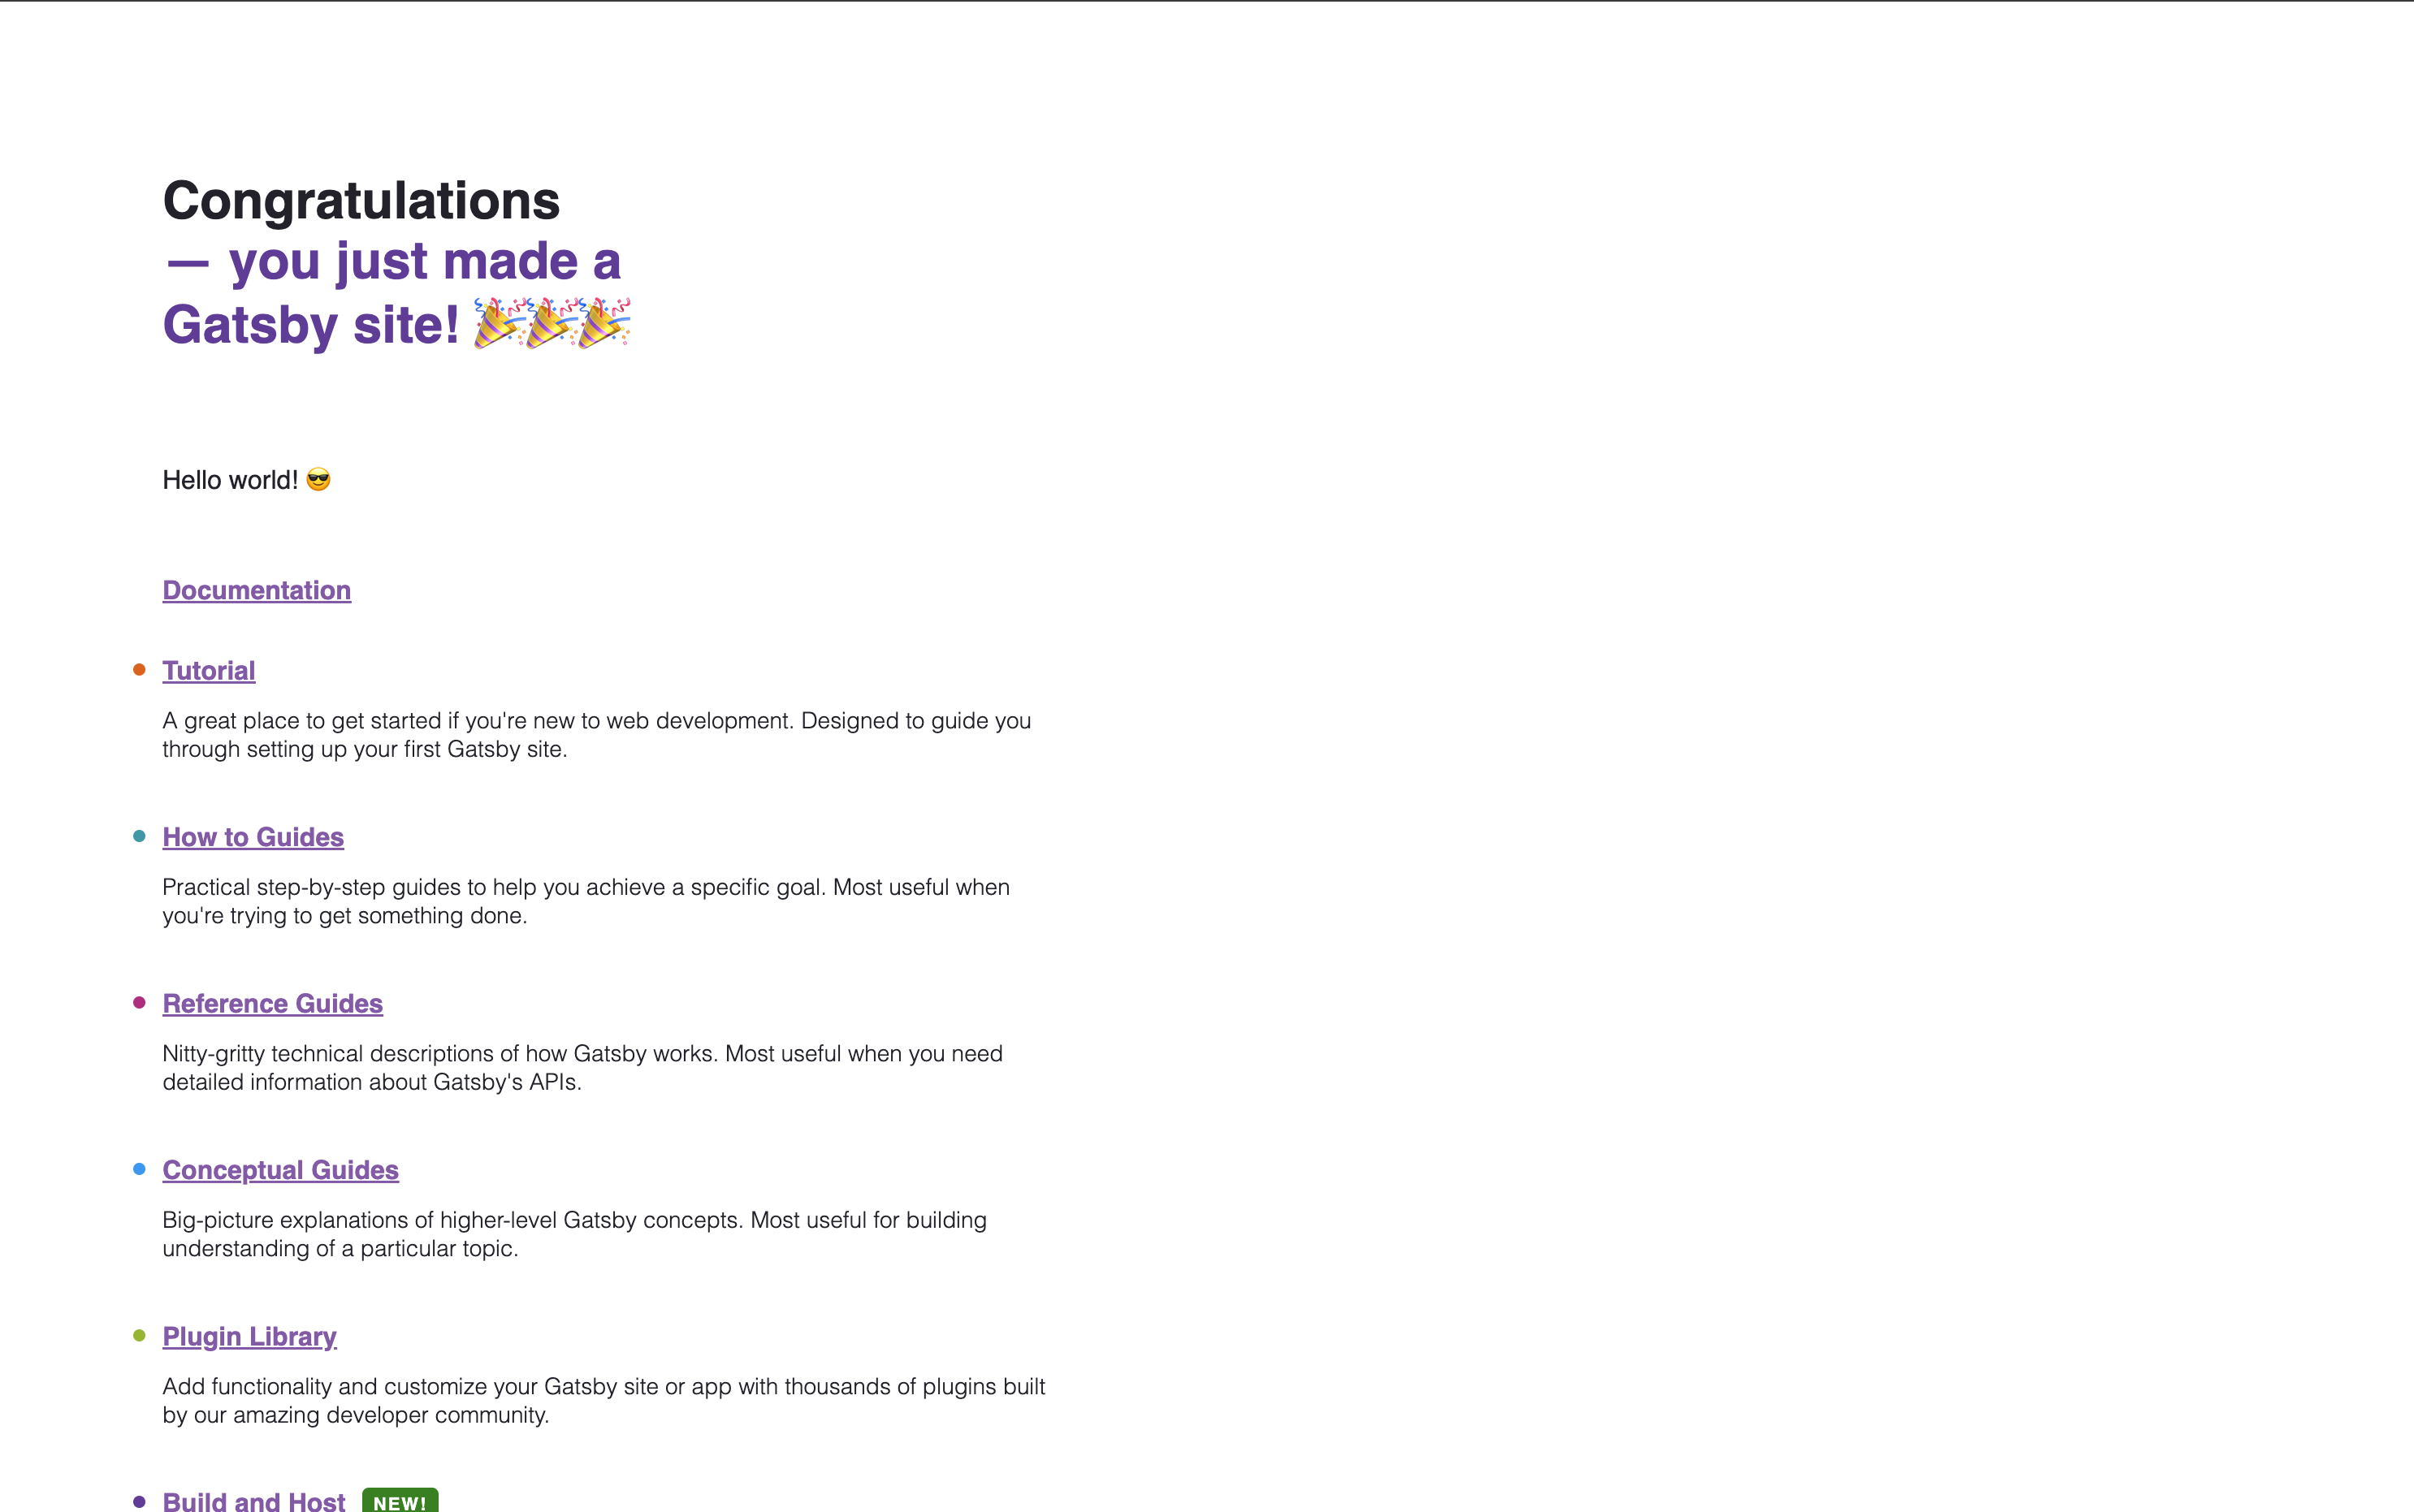 Congratulations
— you just made a
Gatsby site! 🎉🎉🎉
Hello world! 😎
Documentation
Tutorial
A great place to get started if you're new to web development. Designed to guide you
through setting up your first Gatsby site.
How to Guides
Practical step-by-step guides to help you achieve a specific goal. Most useful when
you're trying to get something done.
Reference Guides
Nitty-gritty technical descriptions of how Gatsby works. Most useful when you need
detailed information about Gatsby's APIs.
Conceptual Guides
Big-picture explanations of higher-level Gatsby concepts. Most useful for building
understanding of a particular topic.
Plugin Library
Add functionality and customize your Gatsby site or app with thousands of plugins built
by our amazing developer community.
Build and Host NEW!